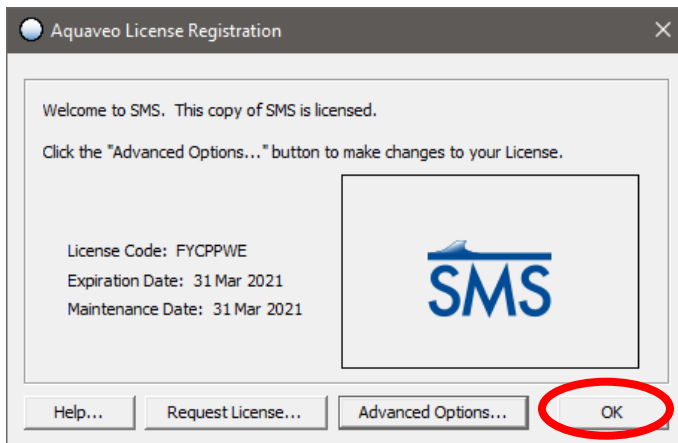 Aquaveo License Registration
Welcome to SMS. This copy of SMS is licensed.
Click the "Advanced Options..." button to make changes to your License.
License Code: FYCPPWE
Expiration Date: 31 Mar 2021
Maintenance Date: 31 Mar 2021
SMS
Help...
Request License...
Advanced Options...
OK